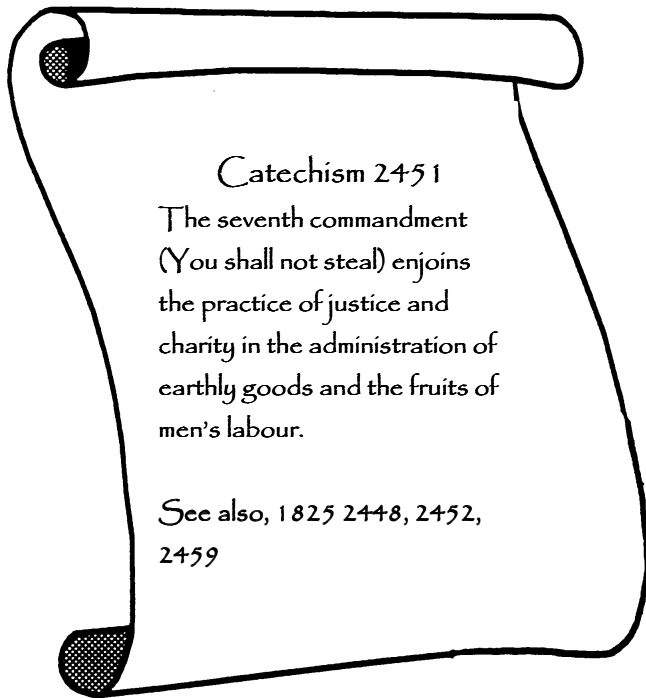 Catechism 2451
The seventh commandment
(You shall not steal) enjoins
the practice of justice and
charity in the administration of
earthly goods and the fruits of
men's labour.
See also, 1825 2448, 2452,
2459